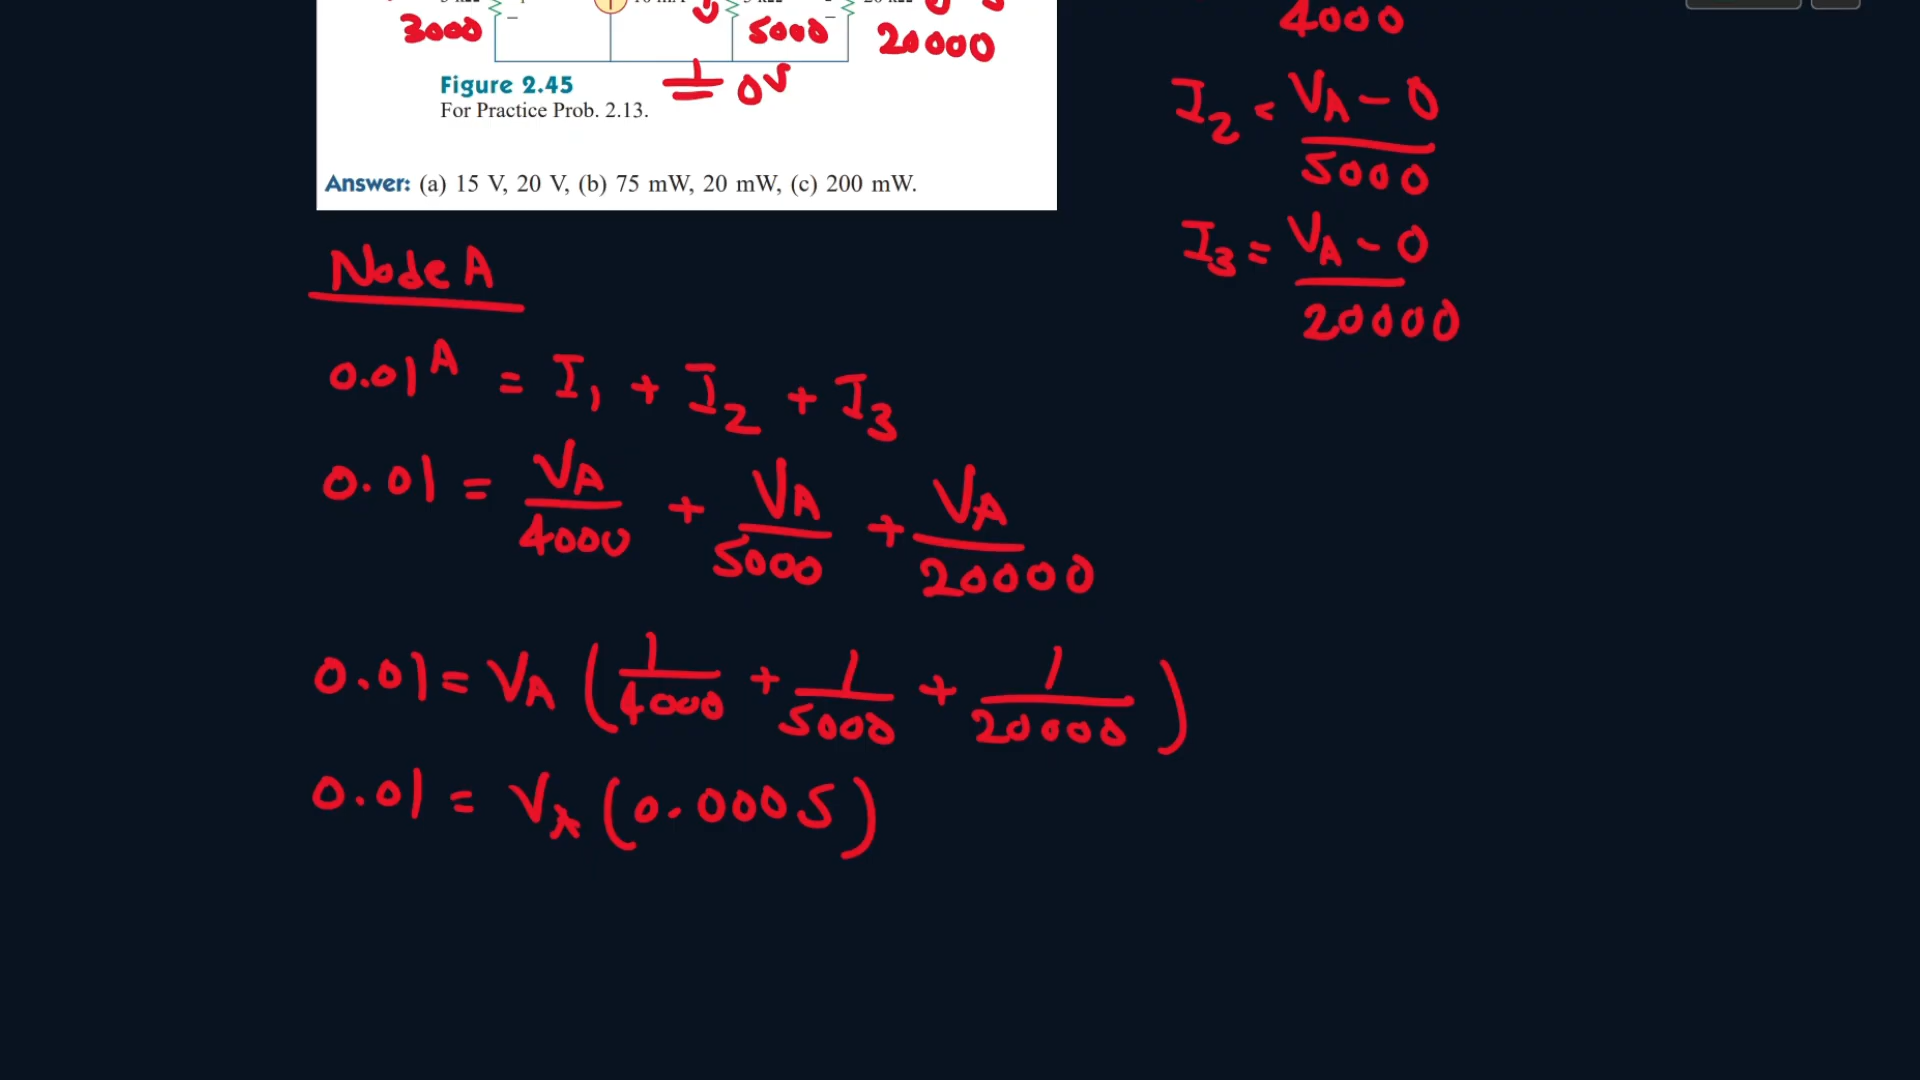 3000
5000
20000
0V
Figure 2.45
For Practice Prob. 2.13.
Answer: (a) 15 V, 20 V, (b) 75 mW, 20 mW, (c) 200 mW.
4000
I2 = VA - 0 / 5000
I3 = VA - 0 / 20000
Node A
0.01 A = I1 + I2 + I3
0.01 = VA/4000 + VA/5000 + VA/20000
0.01 = VA ( 1/4000 + 1/5000 + 1/20000 )
0.01 = VA (0.0005)